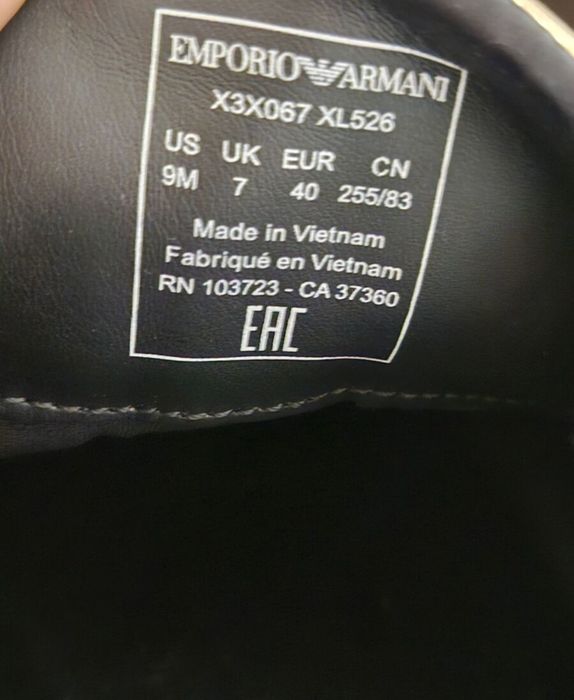 EMPORIO ARMANI
X3X067 XL526
US UK EUR CN
9M 7 40 255/83
Made in Vietnam
Fabriqué en Vietnam
RN 103723 - CA 37360
EAC